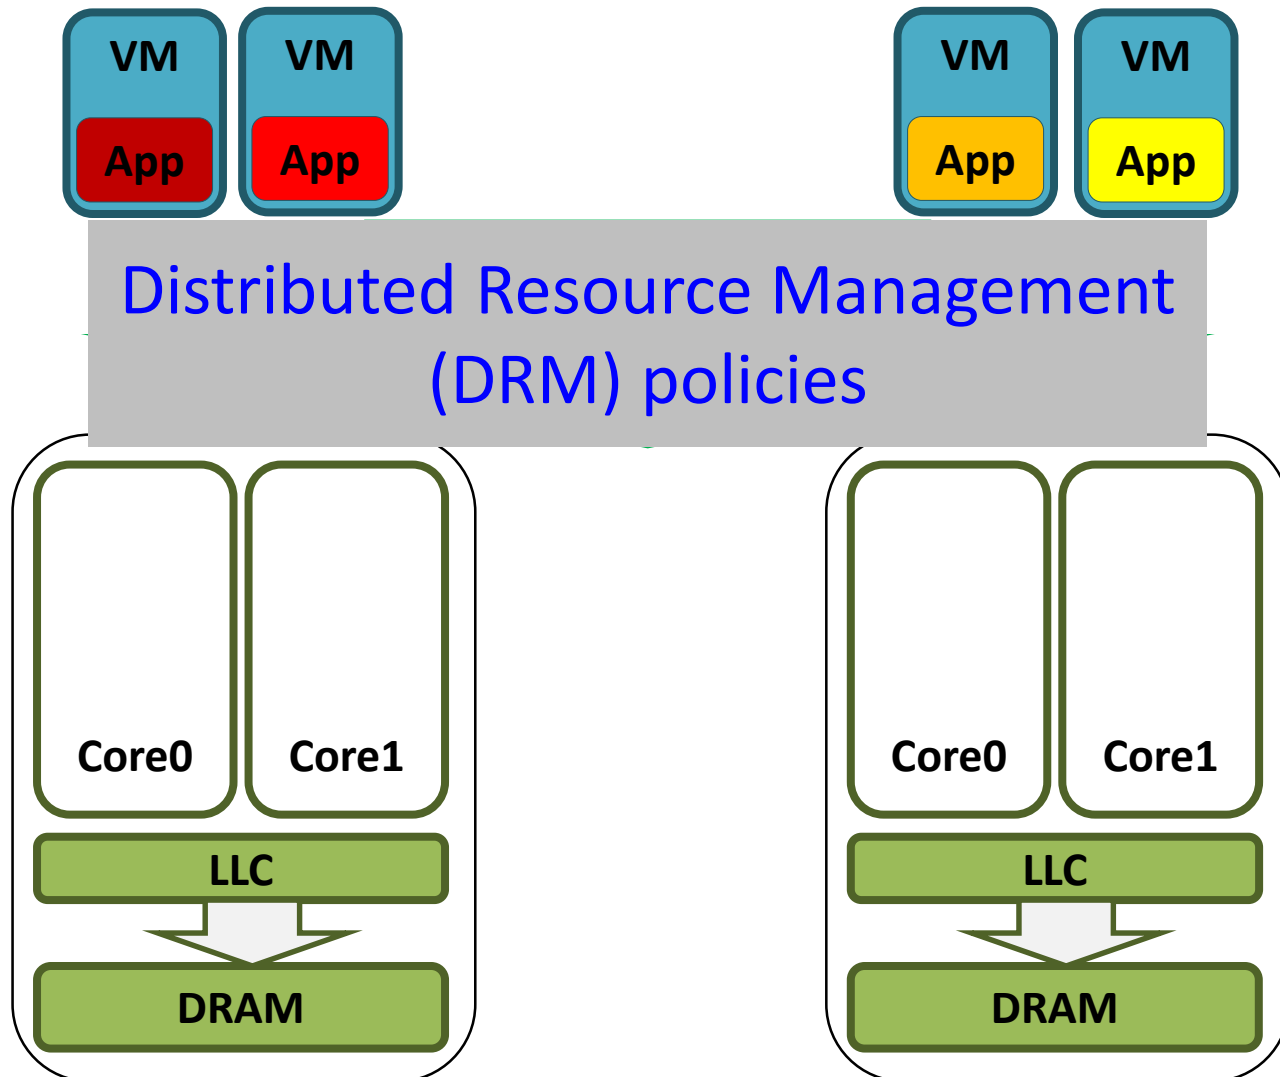 VM
VM
VM
VM
App
App
App
App
Distributed Resource Management
(DRM) policies
Core0
Core1
Core0
Core1
LLC
LLC
DRAM
DRAM